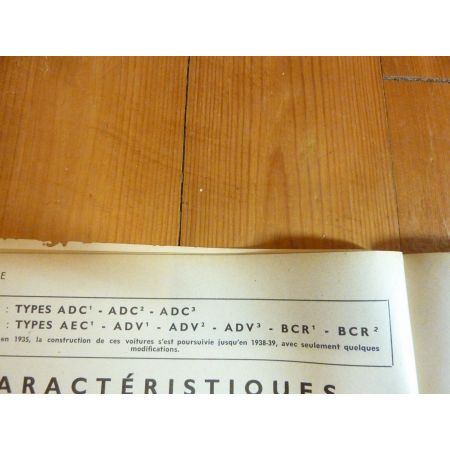 E
: TYPES ADC¹ - ADC² - ADC³
: TYPES AEC¹ - ADV¹ - ADV² - ADV³ - BCR¹ - BCR²
en 1935, la construction de ces voitures s'est poursuivie jusqu'en 1938-39, avec seulement quelques
modifications.
ARACTÉRISTIQUES